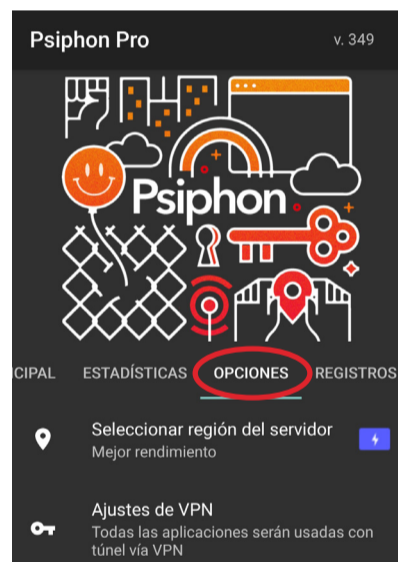 Psiphon Pro
v. 349
Psiphon
CIPAL ESTADÍSTICAS OPCIONES REGISTROS
Seleccionar región del servidor
Mejor rendimiento
Ajustes de VPN
Todas las aplicaciones serán usadas con
túnel vía VPN